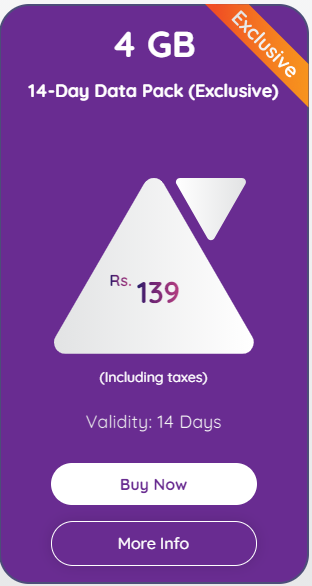 Exclusive
4 GB
14-Day Data Pack (Exclusive)
Rs. 139
(Including taxes)
Validity: 14 Days
Buy Now
More Info